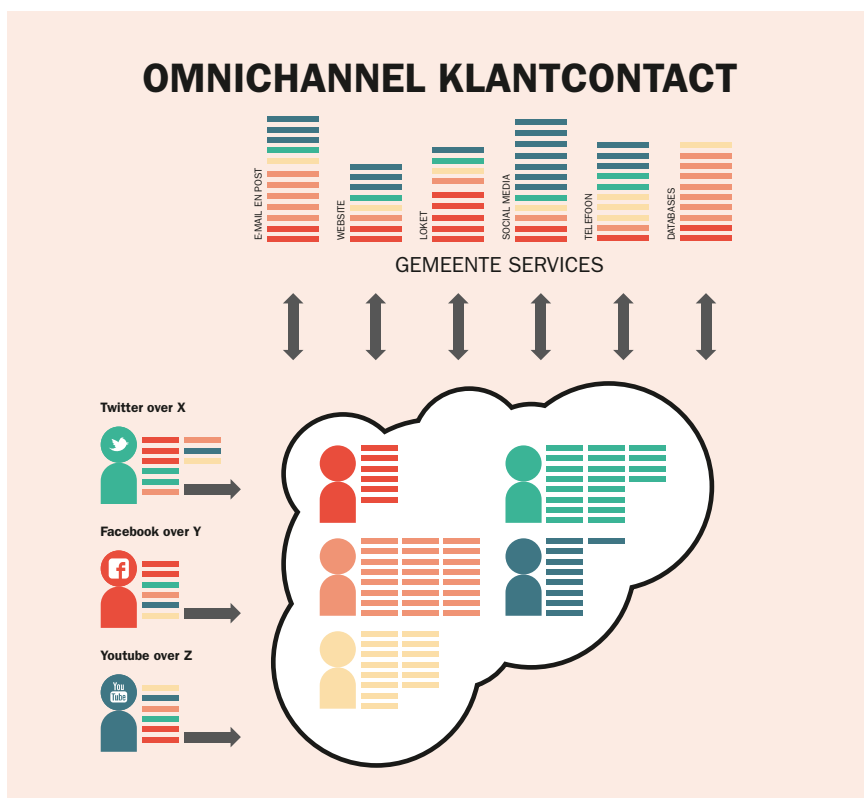 OMNICHANNEL KLANTCONTACT
E-MAIL EN POST
WEBSITE
LOKET
SOCIAL MEDIA
TELEFOON
DATABASES
GEMEENTE SERVICES
Twitter over X
Facebook over Y
f
Youtube over Z
You
Tube